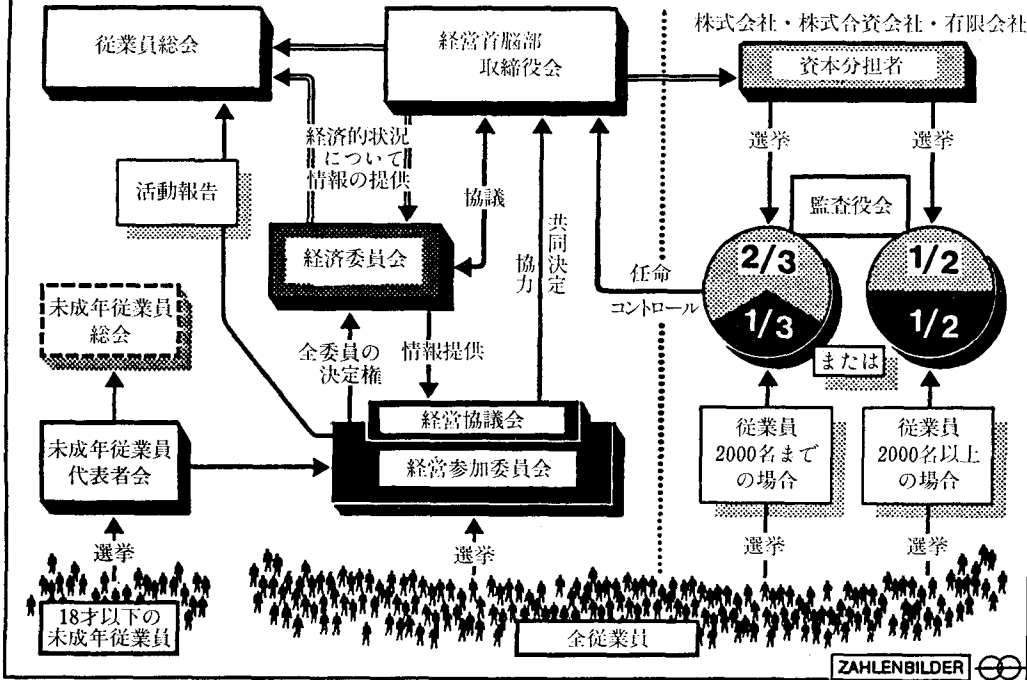 株式会社・株式合資会社・有限会社
従業員総会
経営首脳部
取締役会
資本分担者
選挙
選挙
経済的状況
について
情報の提供
活動報告
協議
監査役会
経済委員会
共同決定
協力
任命
コントロール
2/3
1/3
1/2
1/2
または
未成年従業員
総会
全委員の
決定権
情報提供
経営協議会
経営参加委員会
未成年従業員
代表者会
従業員
2000名まで
の場合
従業員
2000名以上
の場合
選挙
選挙
選挙
選挙
18才以下の
未成年従業員
全従業員
ZAHLENBILDER